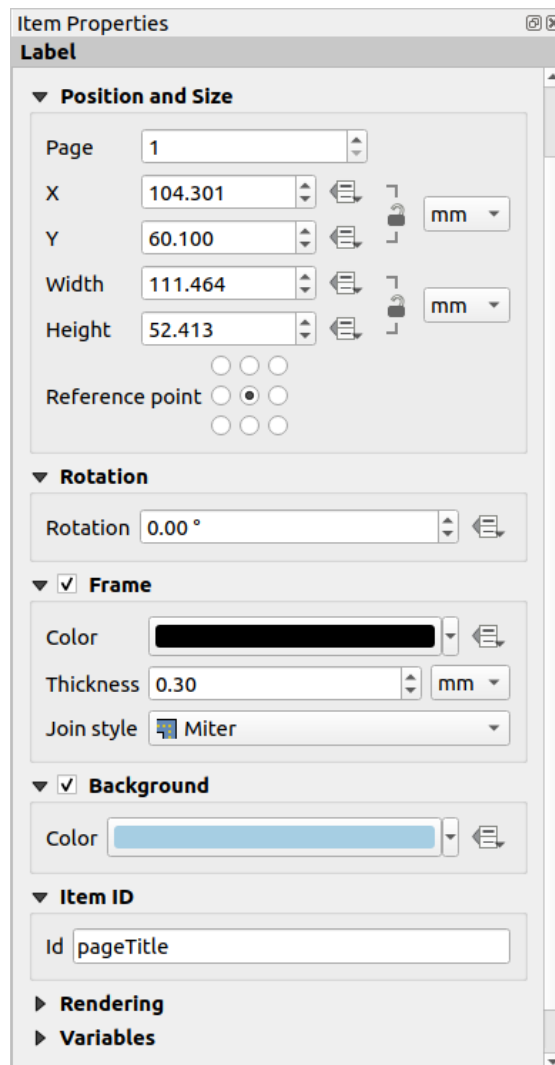 Item Properties
Label
Position and Size
Page 1
X 104.301
mm
Y 60.100
Width 111.464
mm
Height 52.413
Reference point
Rotation
Rotation 0.00 °
Frame
Color
Thickness 0.30 mm
Join style Miter
Background
Color
Item ID
Id pageTitle
Rendering
Variables